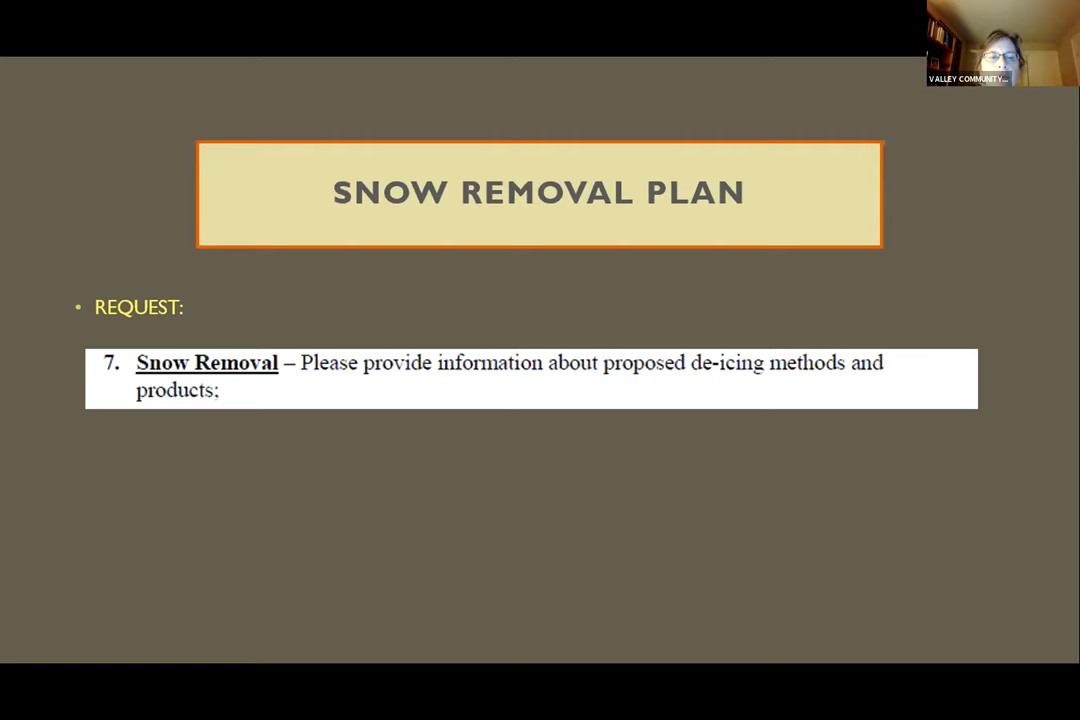 VALLEY COMMUNITY...
SNOW REMOVAL PLAN
• REQUEST:
7. Snow Removal – Please provide information about proposed de-icing methods and
products;